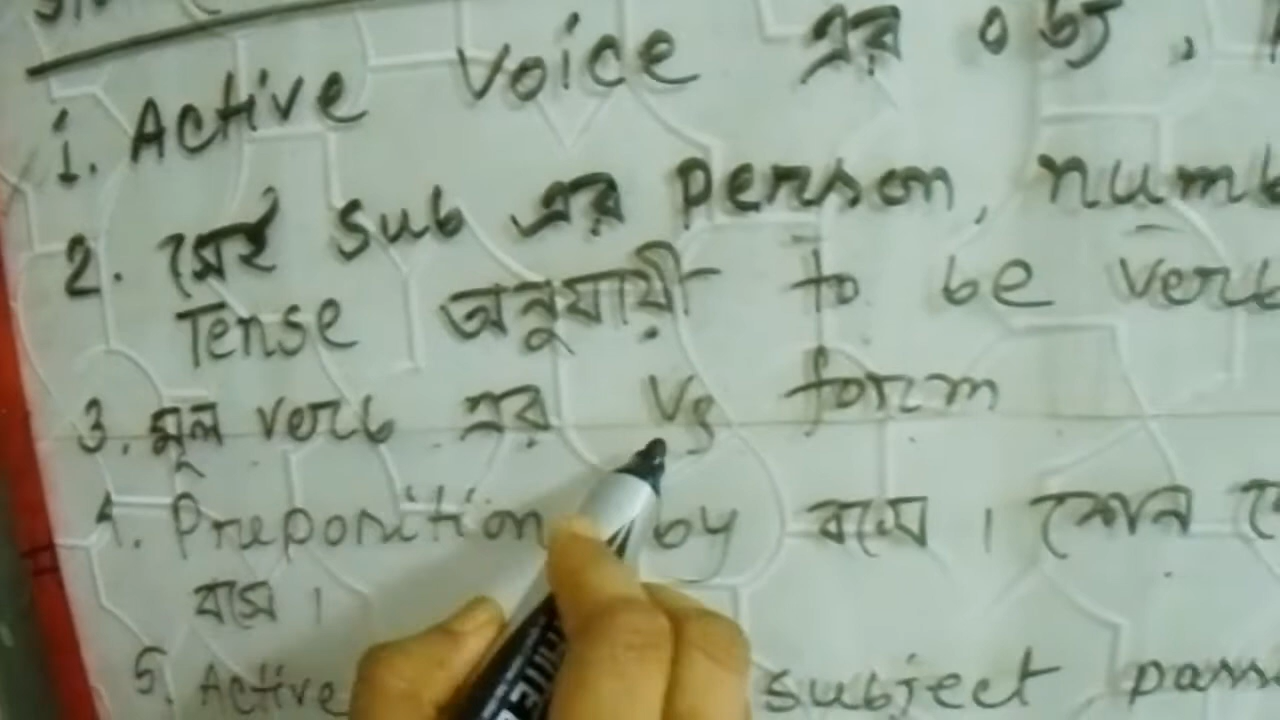 1. Active Voice এর obj,
2. সেই sub এর person, numb
Tense অনুযায়ী to be verb
3. মূল verb এর V3 form
4. Preposition by বসে। শেষে
বসে।
5. Active subject pass